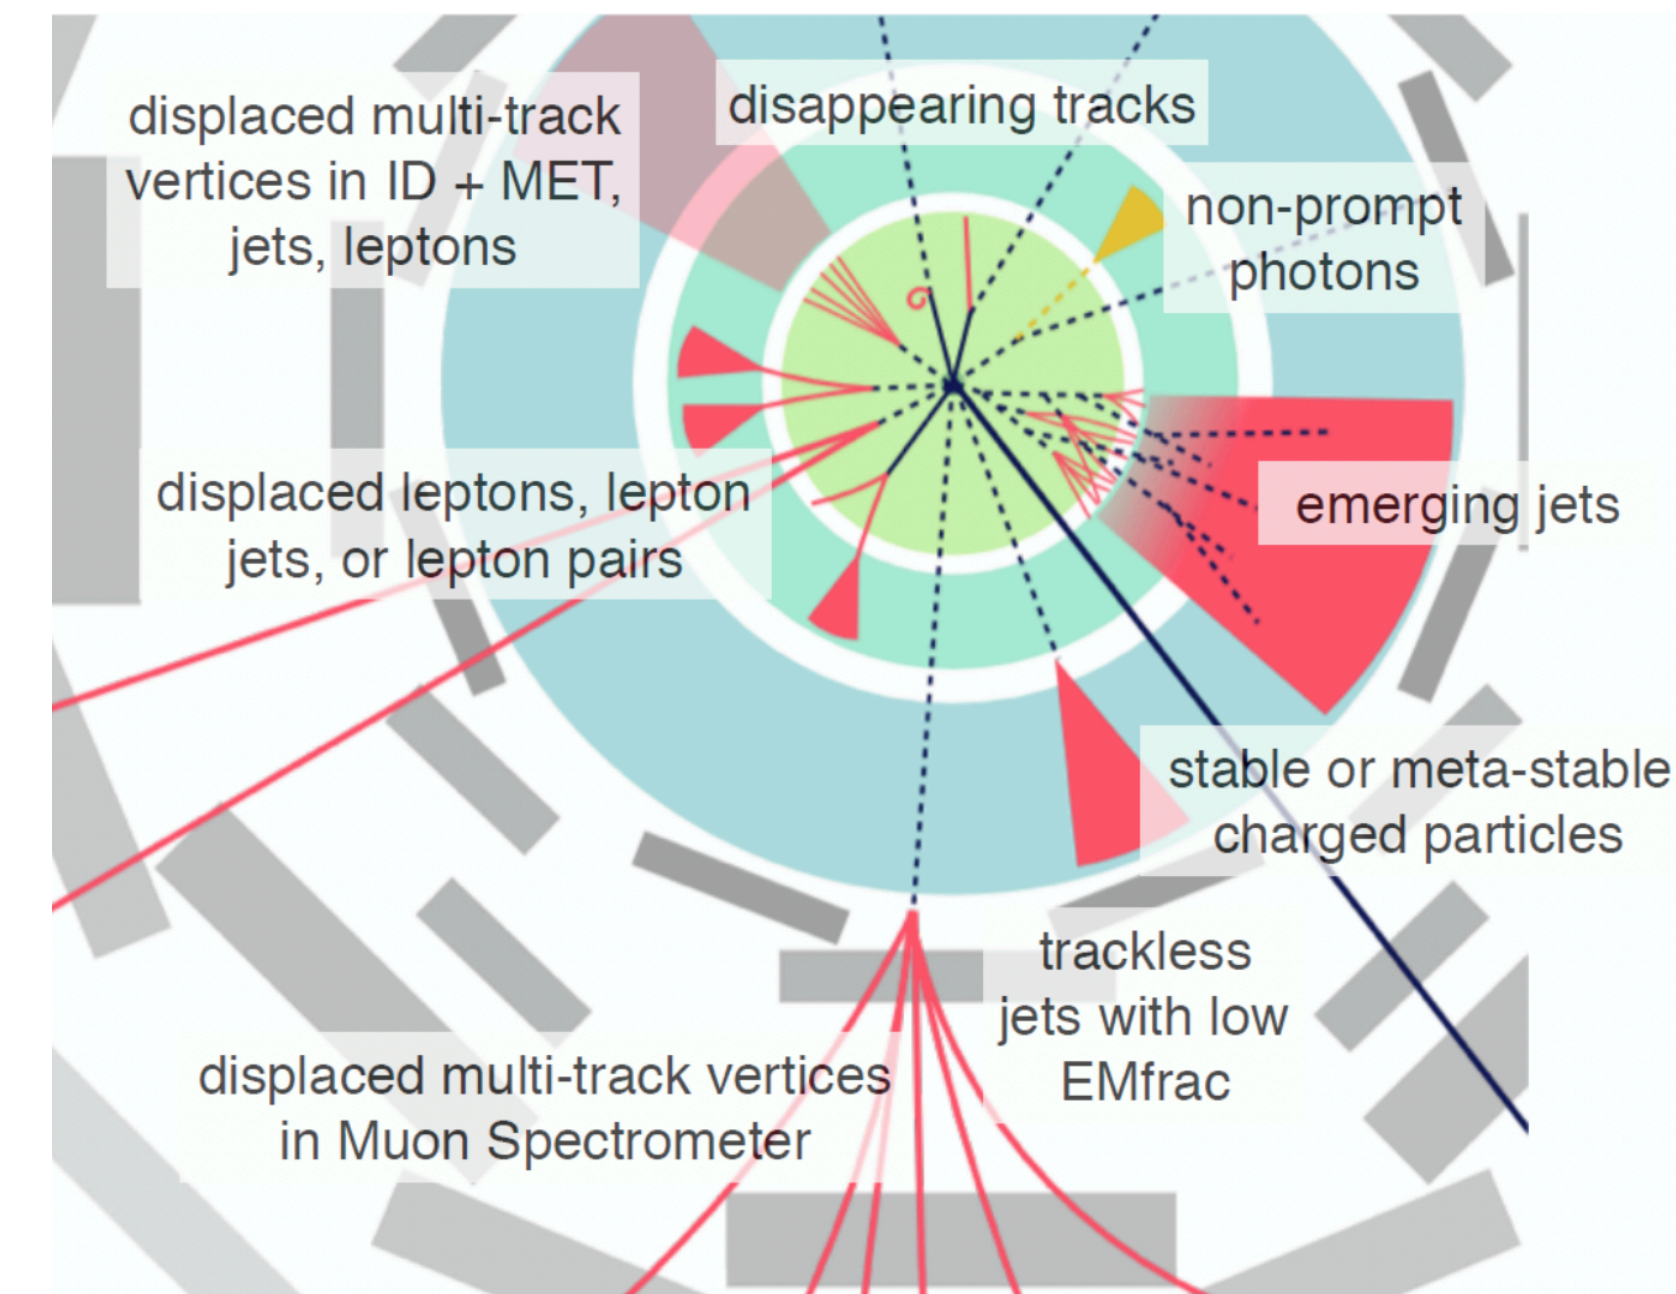 displaced multi-track
vertices in ID + MET,
jets, leptons
disappearing tracks
non-prompt
photons
displaced leptons, lepton
jets, or lepton pairs
emerging jets
stable or meta-stable
charged particles
trackless
jets with low
EMfrac
displaced multi-track vertices
in Muon Spectrometer